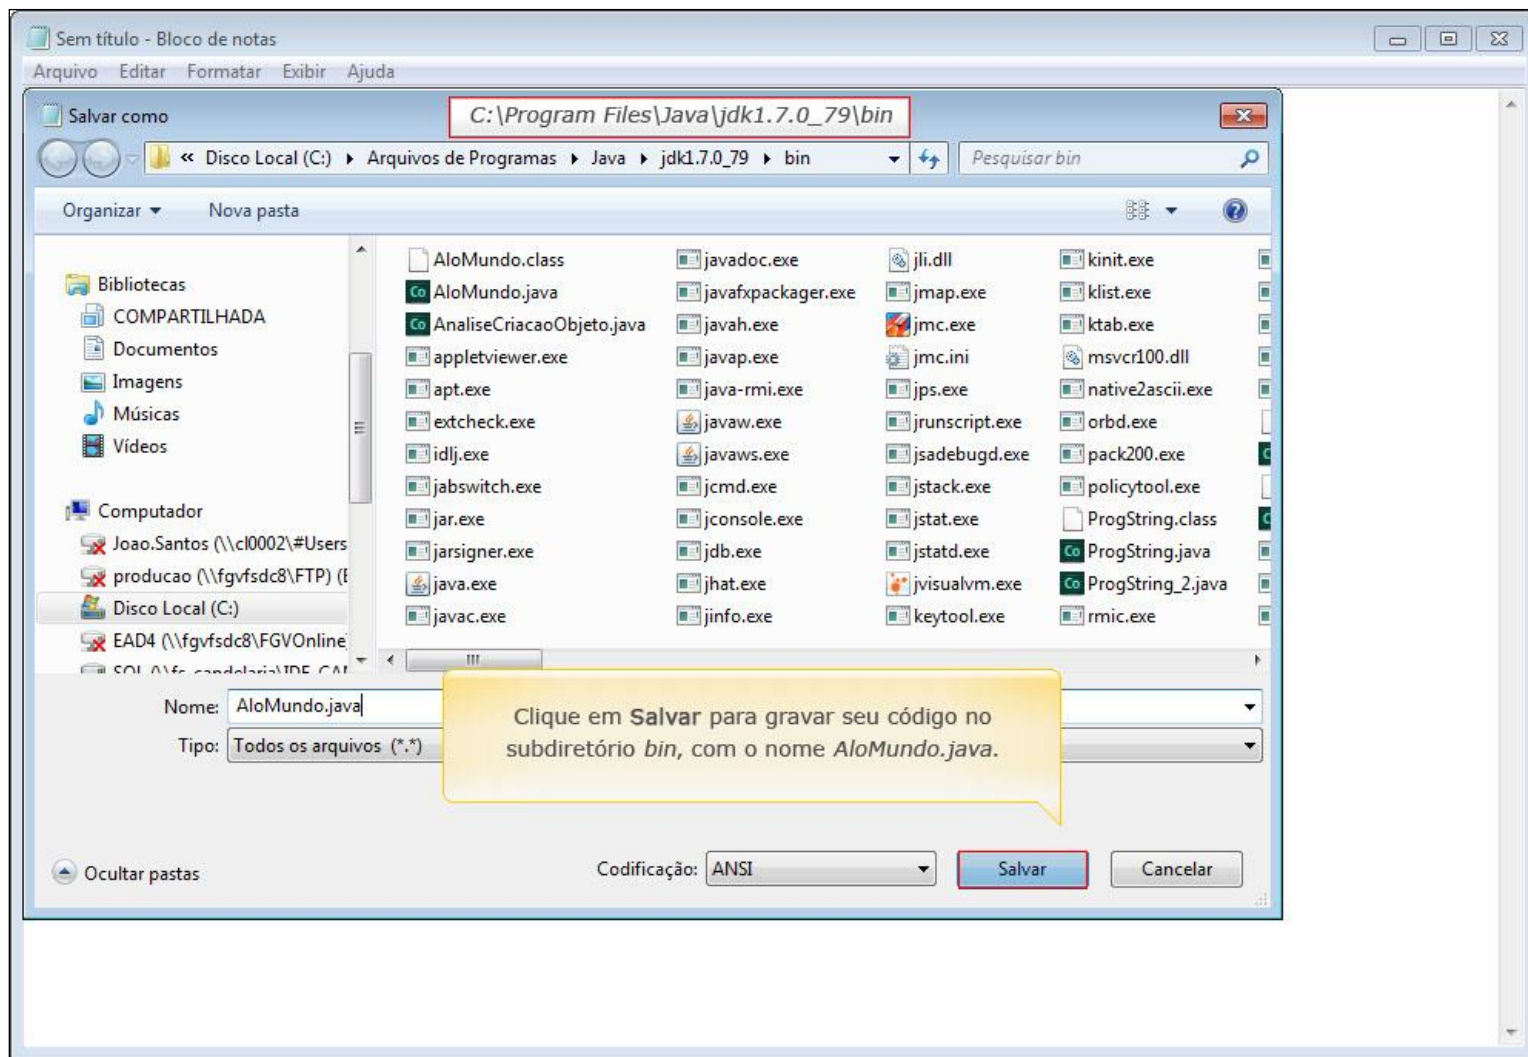 Sem título - Bloco de notas
Arquivo Editar Formatar Exibir Ajuda
Salvar como
C:\Program Files\Java\jdk1.7.0_79\bin
« Disco Local (C:) Arquivos de Programas Java jdk1.7.0_79 bin
Pesquisar bin
Organizar Nova pasta
Bibliotecas
COMPARTILHADA
Documentos
Imagens
Músicas
Vídeos
Computador
Joao.Santos (\\cl0002\#Users
producao (\\fgvfsdc8\FTP) (
Disco Local (C:)
EAD4 (\\fgvfsdc8\FGVOnline
AloMundo.class
AloMundo.java
AnaliseCriacaoObjeto.java
appletviewer.exe
apt.exe
extcheck.exe
idlj.exe
jabswitch.exe
jar.exe
jarsigner.exe
java.exe
javac.exe
javadoc.exe
javafxpackager.exe
javah.exe
javap.exe
java-rmi.exe
javaw.exe
javaws.exe
jcmd.exe
jconsole.exe
jdb.exe
jhat.exe
jinfo.exe
jli.dll
jmap.exe
jmc.exe
jmc.ini
jps.exe
jrunscript.exe
jsadebugd.exe
jstack.exe
jstat.exe
jstatd.exe
jvisualvm.exe
keytool.exe
kinit.exe
klist.exe
ktab.exe
msvcr100.dll
native2ascii.exe
orbd.exe
pack200.exe
policytool.exe
ProgString.class
ProgString.java
ProgString_2.java
rmic.exe
Nome: AloMundo.java
Tipo: Todos os arquivos (*.*)
Clique em Salvar para gravar seu código no
subdiretório bin, com o nome AloMundo.java.
Ocultar pastas
Codificação: ANSI
Salvar
Cancelar